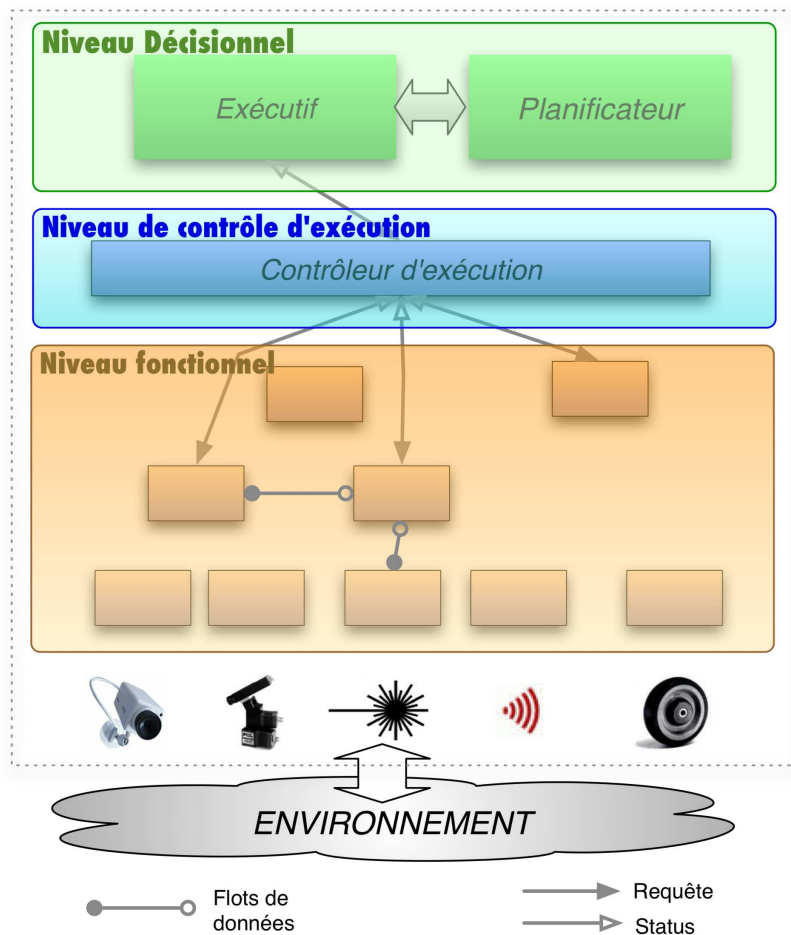 Niveau Décisionnel
Exécutif
Planificateur
Niveau de contrôle d'exécution
Contrôleur d'exécution
Niveau fonctionnel
ENVIRONNEMENT
Flots de
données
Requête
Status